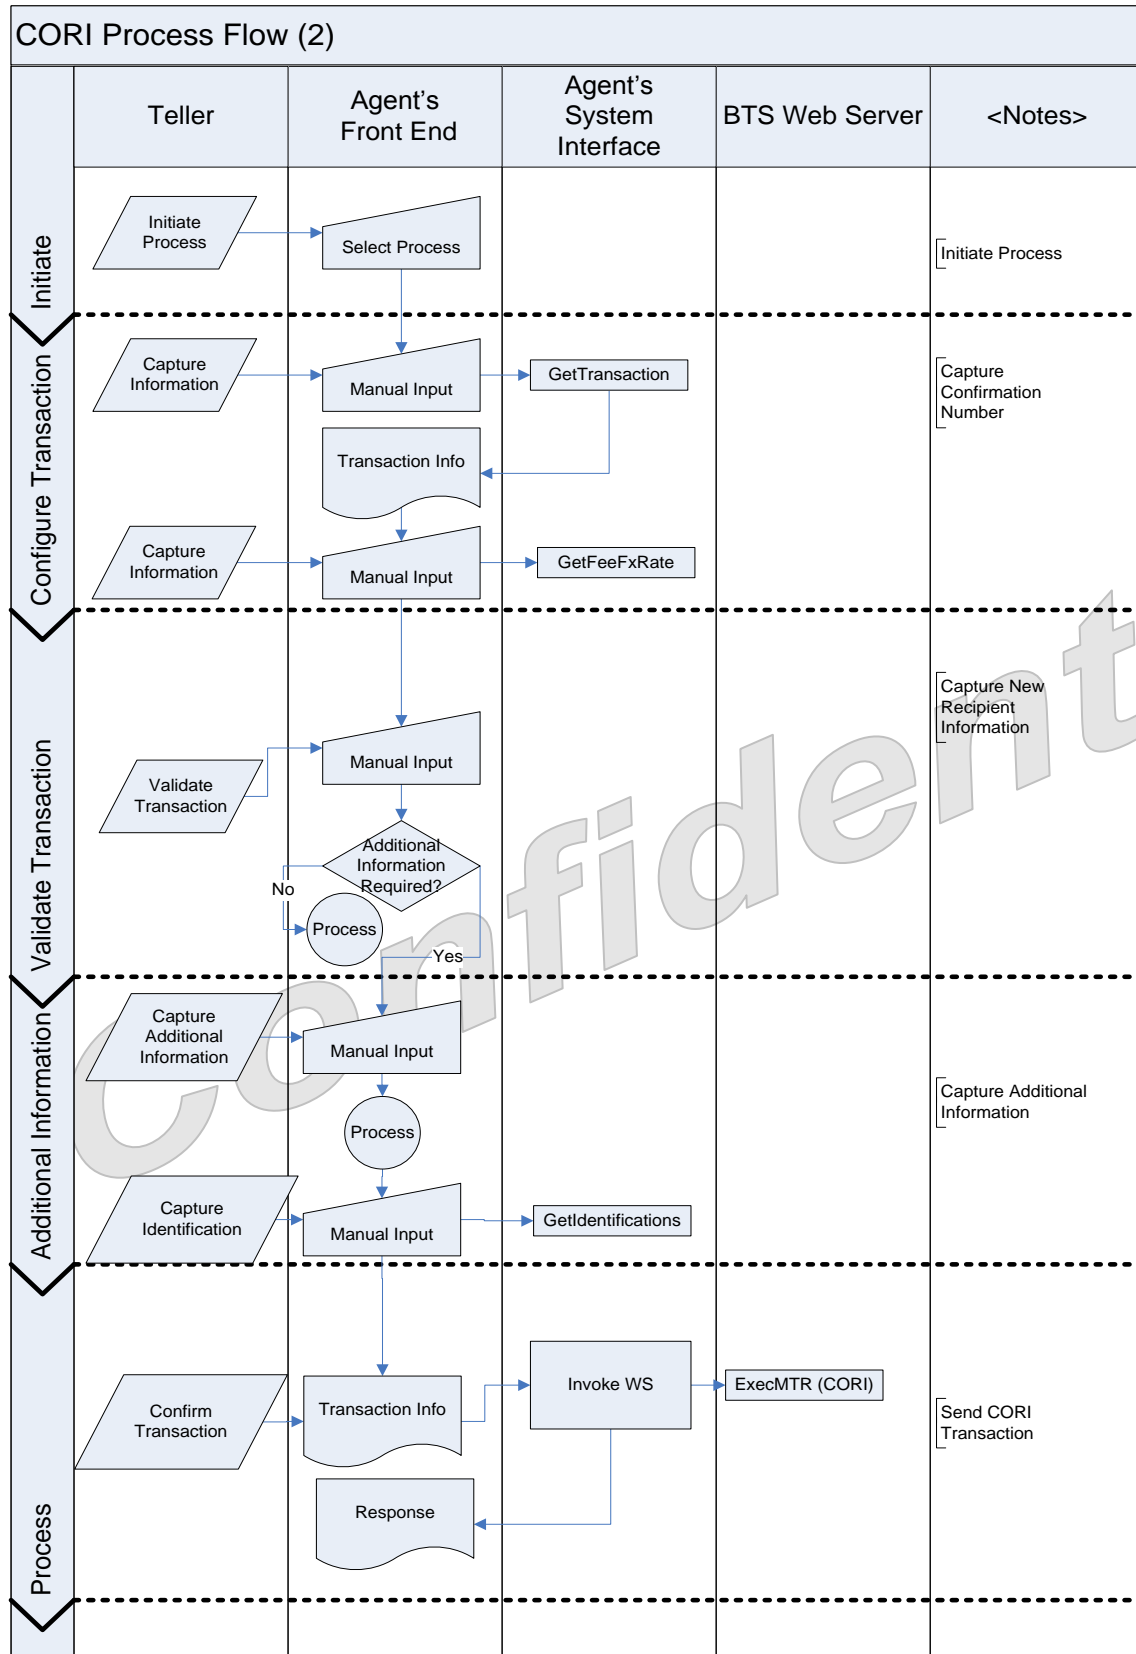 CORI Process Flow (2)
Teller
Agent's
Front End
Agent's
System
Interface
BTS Web Server
<Notes>
Initiate
Initiate
Process
Select Process
Initiate Process
Configure Transaction
Capture
Information
Manual Input
GetTransaction
Capture
Confirmation
Number
Transaction Info
Capture
Information
Manual Input
GetFeeFxRate
Validate Transaction
Capture New
Recipient
Information
Validate
Transaction
Manual Input
Additional
Information
Required?
No
Process
Yes
Additional Information
Capture
Additional
Information
Manual Input
Capture Additional
Information
Process
Capture
Identification
Manual Input
GetIdentifications
Process
Confirm
Transaction
Transaction Info
Invoke WS
ExecMTR (CORI)
Send CORI
Transaction
Response
Confident